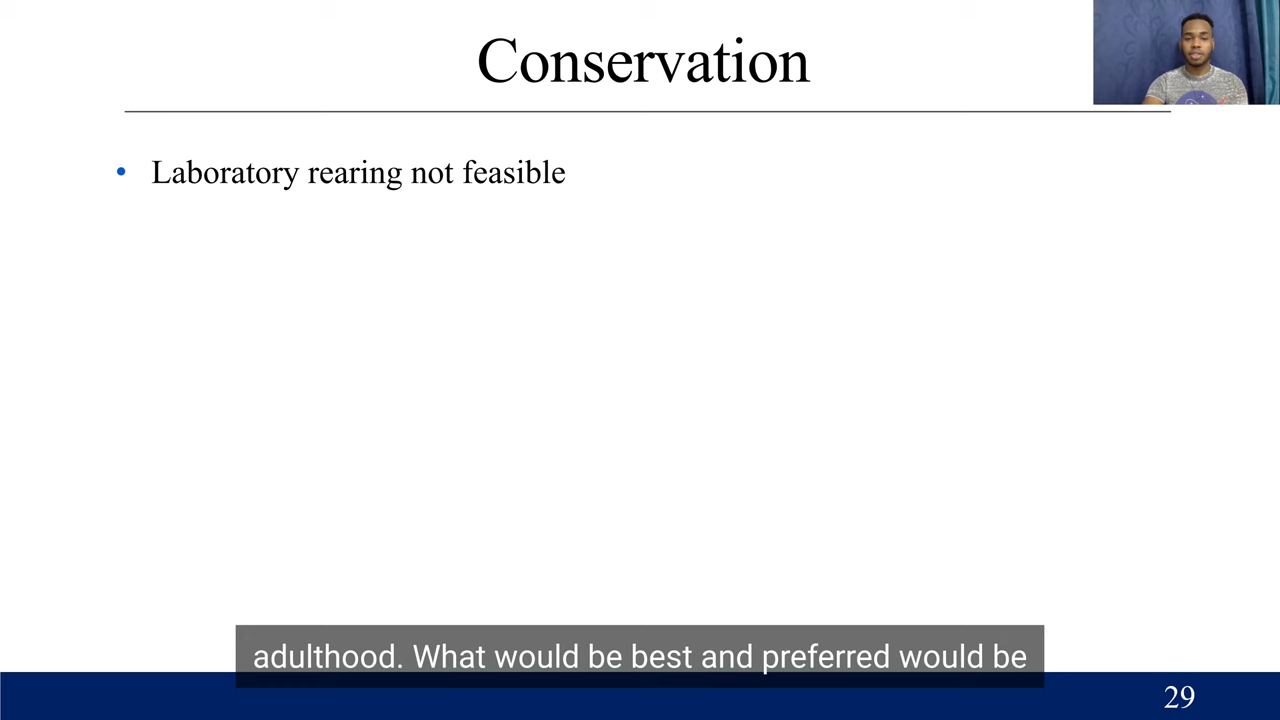 Conservation
• Laboratory rearing not feasible
adulthood. What would be best and preferred would be
29